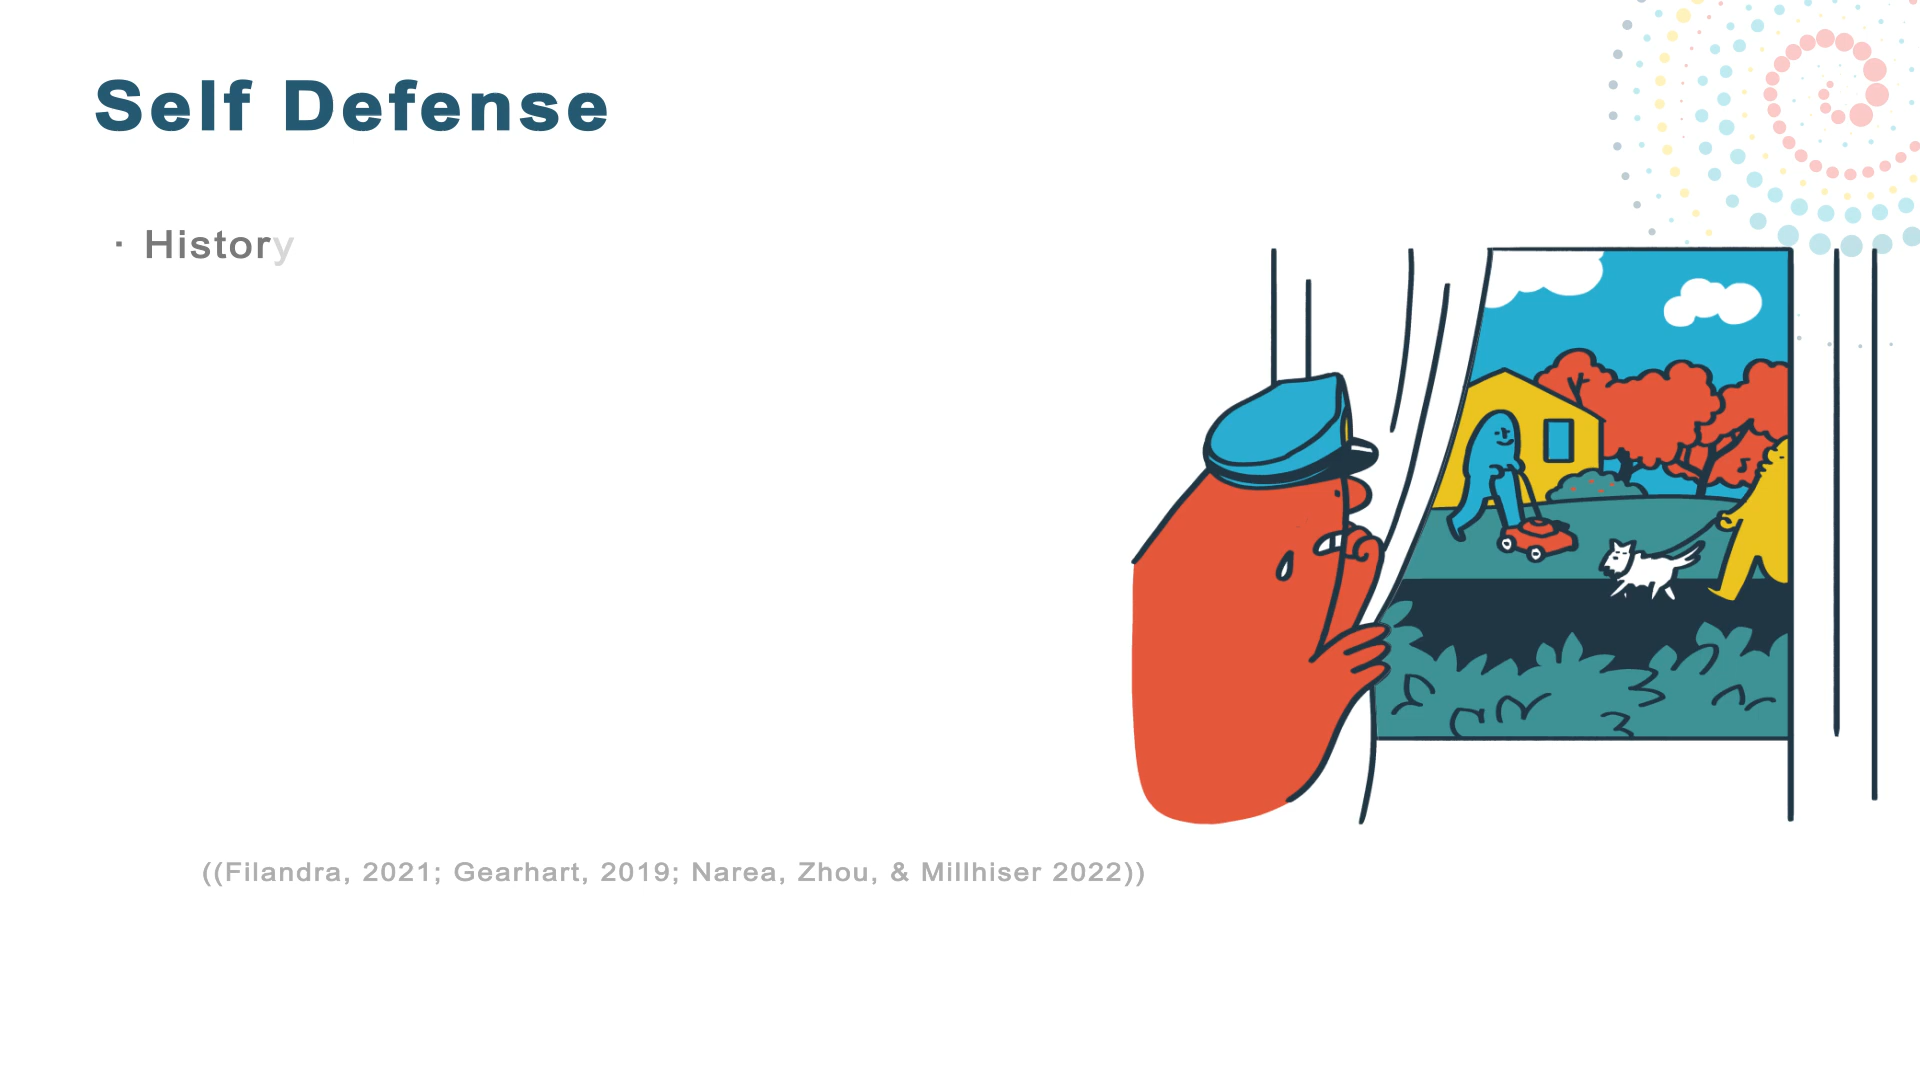 Self Defense
· History
((Filandra, 2021; Gearhart, 2019; Narea, Zhou, & Millhiser 2022))